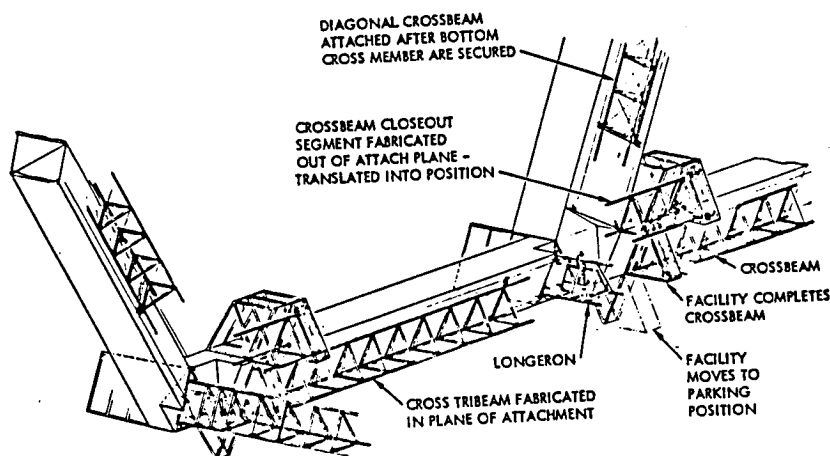 DIAGONAL CROSSBEAM
ATTACHED AFTER BOTTOM
CROSS MEMBER ARE SECURED
CROSSBEAM CLOSEOUT
SEGMENT FABRICATED
OUT OF ATTACH PLANE -
TRANSLATED INTO POSITION
CROSSBEAM
FACILITY COMPLETES
CROSSBEAM
LONGERON
FACILITY
MOVES TO
PARKING
POSITION
CROSS TRIBEAM FABRICATED
IN PLANE OF ATTACHMENT